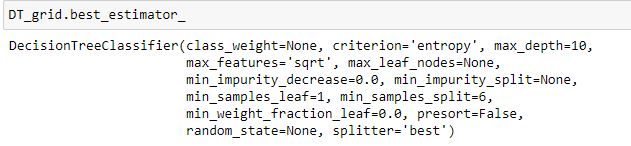 DT_grid.best_estimator_
DecisionTreeClassifier(class_weight=None, criterion='entropy', max_depth=10,
max_features='sqrt', max_leaf_nodes=None,
min_impurity_decrease=0.0, min_impurity_split=None,
min_samples_leaf=1, min_samples_split=6,
min_weight_fraction_leaf=0.0, presort=False,
random_state=None, splitter='best')